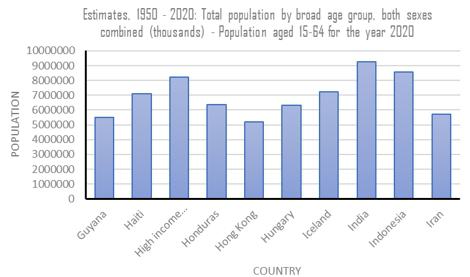 Estimates, 1950 - 2020: Total population by broad age group, both sexes
combined (thousands) - Population aged 15-64 for the year 2020
POPULATION
10000000
9000000
8000000
7000000
6000000
5000000
4000000
3000000
2000000
1000000
0
Guyana
Haiti
High income...
Honduras
Hong Kong
Hungary
Iceland
India
Indonesia
Iran
COUNTRY